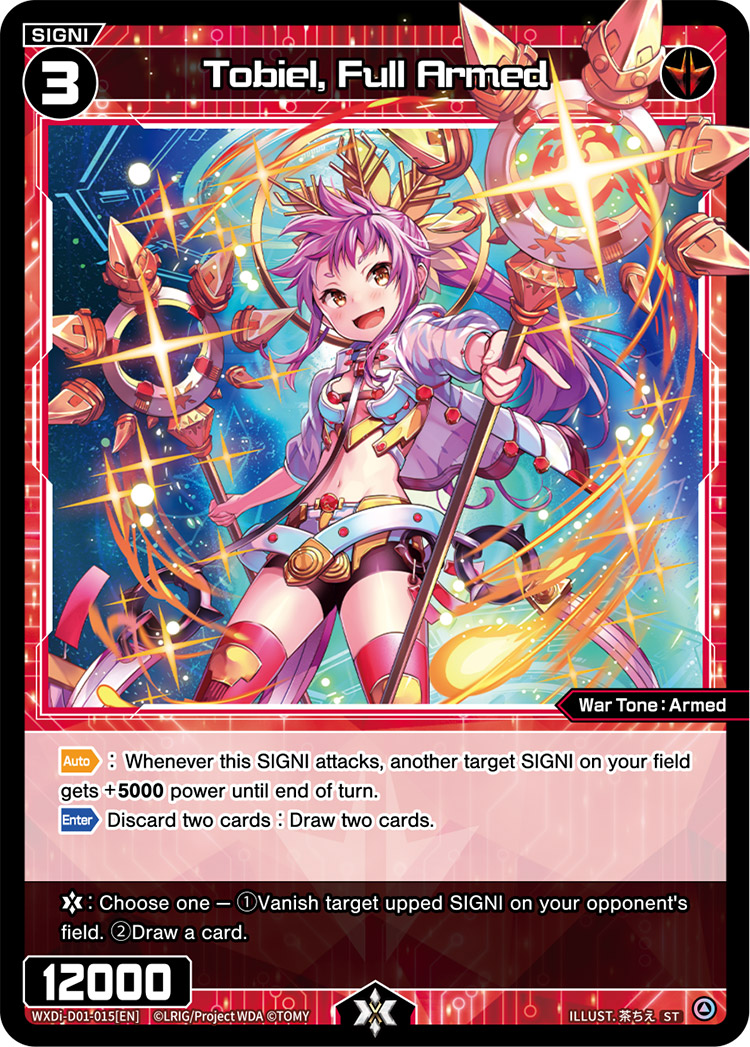 SIGNI
3
Tobiel, Full Armed
War Tone : Armed
Auto : Whenever this SIGNI attacks, another target SIGNI on your field
gets +5000 power until end of turn.
Enter Discard two cards : Draw two cards.
: Choose one — ①Vanish target upped SIGNI on your opponent's
field. ②Draw a card.
12000
WXDi-D01-015[EN] ©LRIG/Project WDA ©TOMY
ILLUST. 茶ちえ ST